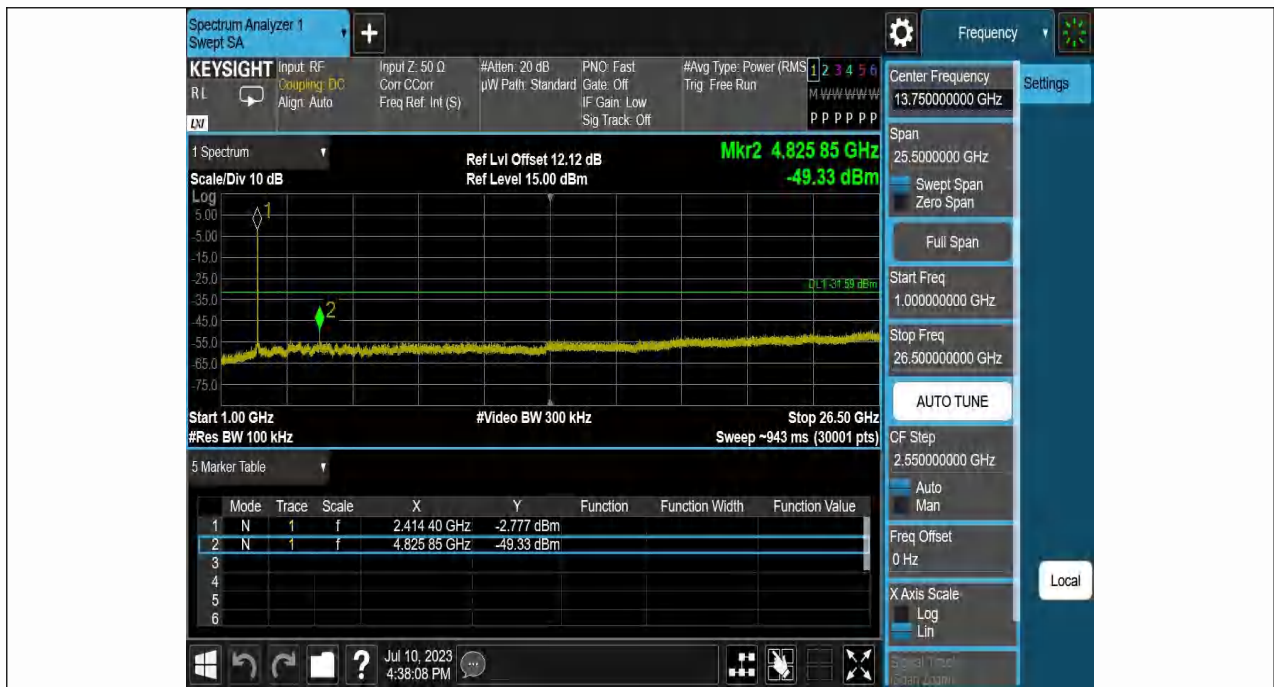 Spectrum Analyzer 1
Swept SA
+
Frequency
KEYSIGHT
RL
LXI
Input: RF
Coupling: DC
Align: Auto
Input Z: 50 Ω
Corr CCorr
Freq Ref: Int (S)
#Atten: 20 dB
µW Path: Standard
PNO: Fast
Gate: Off
IF Gain: Low
Sig Track: Off
#Avg Type: Power (RMS
Trig: Free Run
1 2 3 4 5 6
M W W W W W
P P P P P P
1 Spectrum
Scale/Div 10 dB
Ref Lvl Offset 12.12 dB
Ref Level 15.00 dBm
Mkr2 4.825 85 GHz
-49.33 dBm
Log
5.00
-5.00
-15.0
-25.0
-35.0
-45.0
-55.0
-65.0
-75.0
1
2
DL1 -31.59 dBm
Start 1.00 GHz
#Video BW 300 kHz
Stop 26.50 GHz
#Res BW 100 kHz
Sweep ~943 ms (30001 pts)
5 Marker Table
Mode Trace Scale X Y Function Function Width Function Value
1 N 1 f 2.414 40 GHz -2.777 dBm
2 N 1 f 4.825 85 GHz -49.33 dBm
3
4
5
6
Jul 10, 2023
4:38:08 PM
Center Frequency
13.750000000 GHz
Settings
Span
25.5000000 GHz
Swept Span
Zero Span
Full Span
Start Freq
1.000000000 GHz
Stop Freq
26.500000000 GHz
AUTO TUNE
CF Step
2.550000000 GHz
Auto
Man
Freq Offset
0 Hz
X Axis Scale
Log
Lin
Local
Signal Track
(Span Zoom)